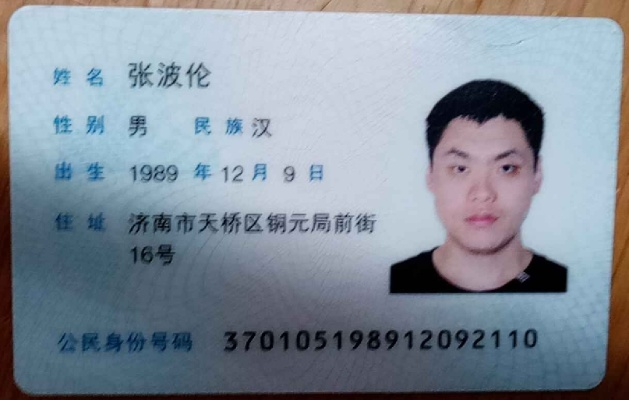 姓名 张波伦
性别 男 民族 汉
出生 1989 年 12 月 9 日
住址 济南市天桥区铜元局前街
16号
公民身份号码 370105198912092110